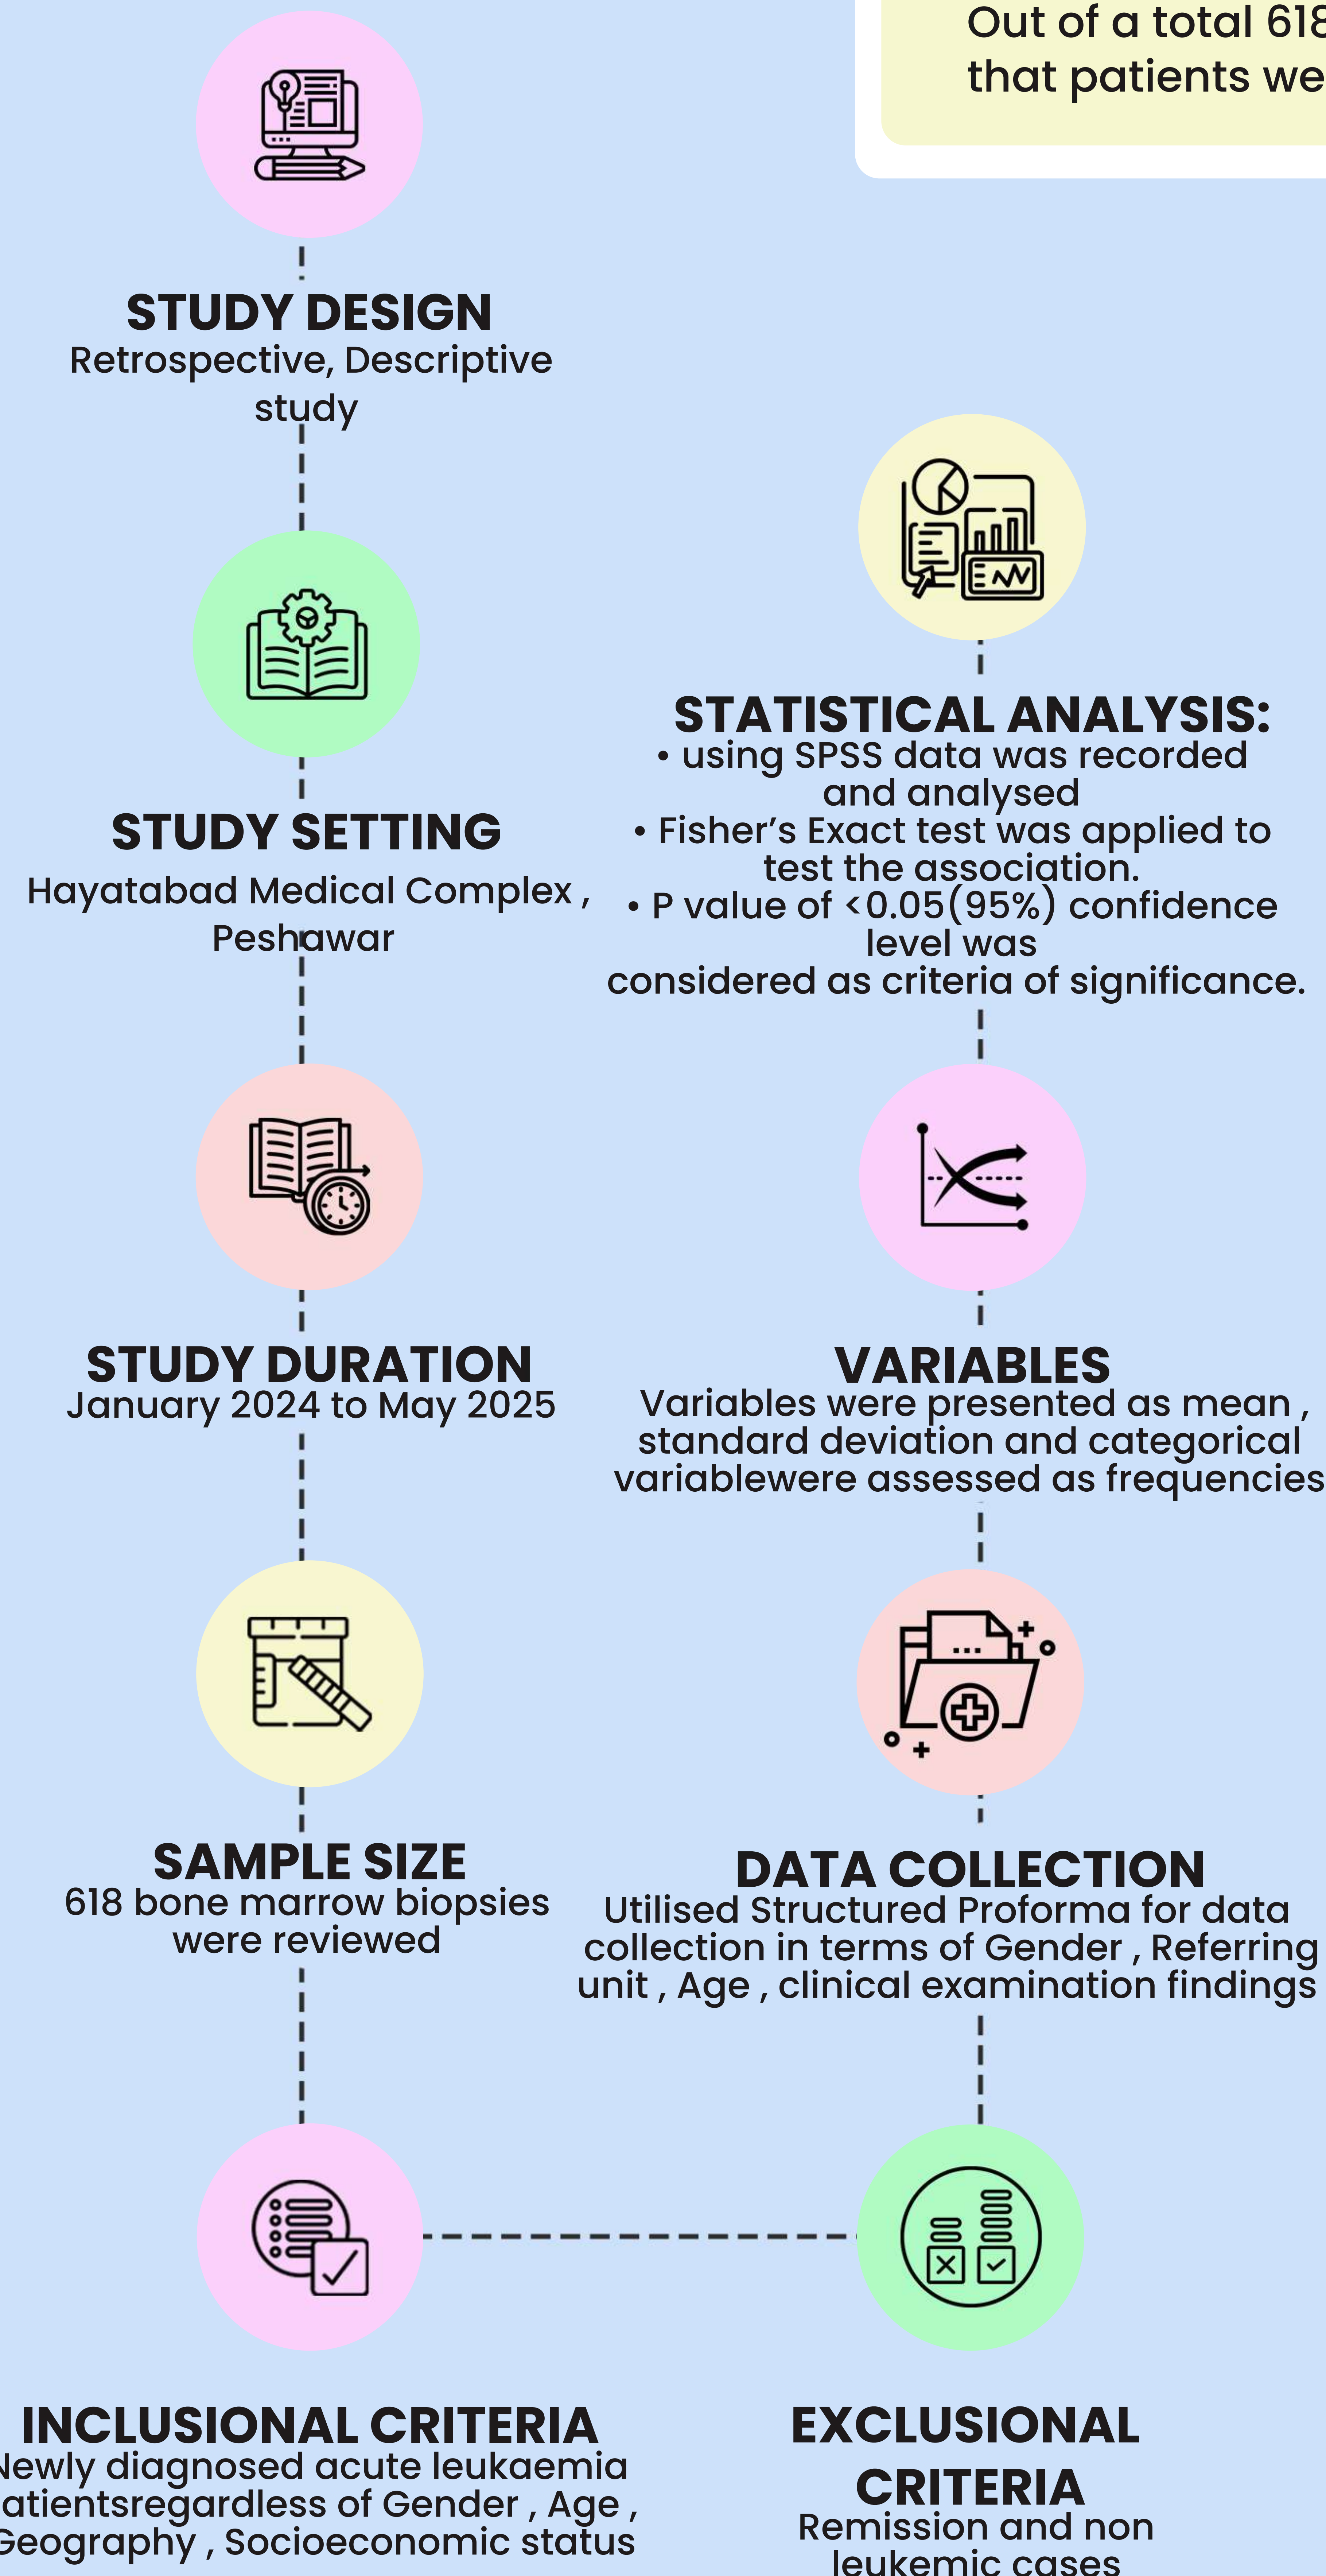 Out of a total 618
that patients we
STUDY DESIGN
Retrospective, Descriptive
study
STUDY SETTING
Hayatabad Medical Complex ,
Peshawar
STUDY DURATION
January 2024 to May 2025
SAMPLE SIZE
618 bone marrow biopsies
were reviewed
INCLUSIONAL CRITERIA
Newly diagnosed acute leukaemia
atientsregardless of Gender , Age ,
Geography , Socioeconomic status
STATISTICAL ANALYSIS:
• using SPSS data was recorded
and analysed
• Fisher’s Exact test was applied to
test the association.
• P value of <0.05(95%) confidence
level was
considered as criteria of significance.
VARIABLES
Variables were presented as mean ,
standard deviation and categorical
variablewere assessed as frequencies
DATA COLLECTION
Utilised Structured Proforma for data
collection in terms of Gender , Referring
unit , Age , clinical examination findings
EXCLUSIONAL
CRITERIA
Remission and non
leukemic cases